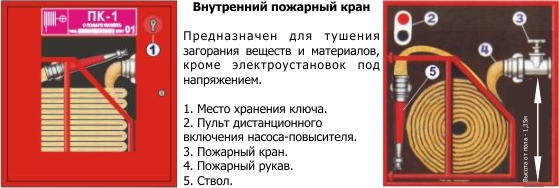 ПК-1
О ПОЖАРЕ ЗВОНИТЬ
01
1
Внутренний пожарный кран
Предназначен для тушения
загорания веществ и материалов,
кроме электроустановок под
напряжением.
1. Место хранения ключа.
2. Пульт дистанционного
включения насоса-повысителя.
3. Пожарный кран.
4. Пожарный рукав.
5. Ствол.
2
3
4
5
Высота от пола - 1,35м